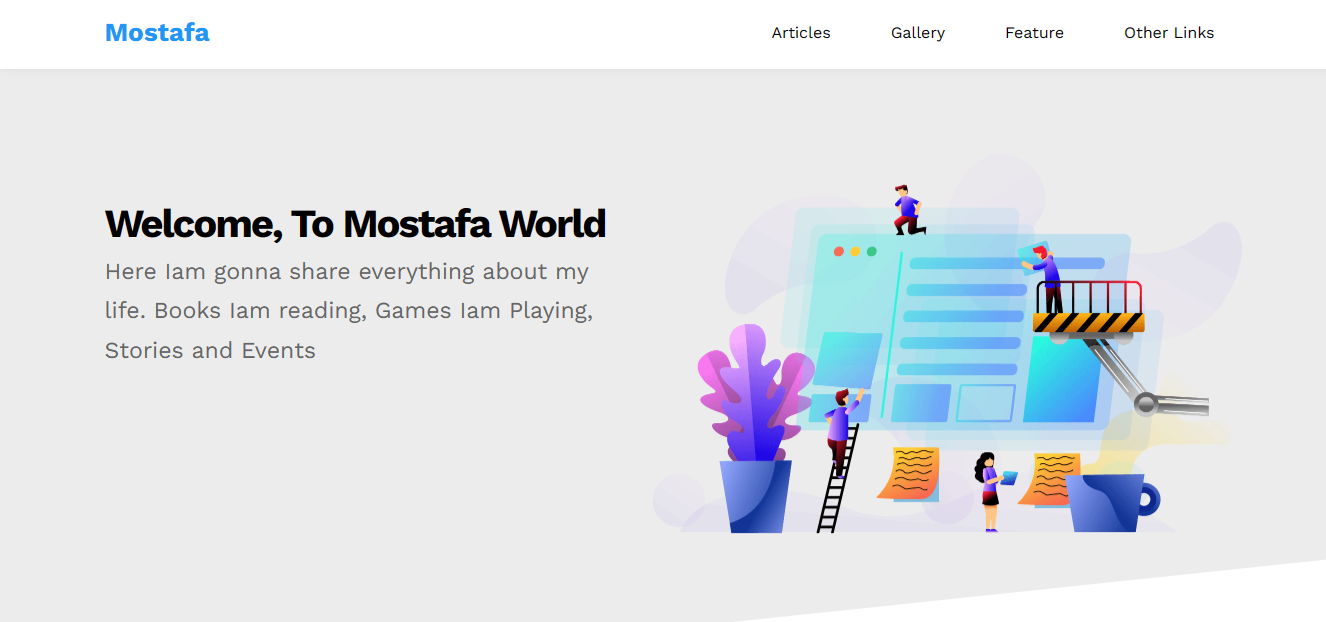 Mostafa
Articles Gallery Feature Other Links
Welcome, To Mostafa World
Here Iam gonna share everything about my
life. Books Iam reading, Games Iam Playing,
Stories and Events